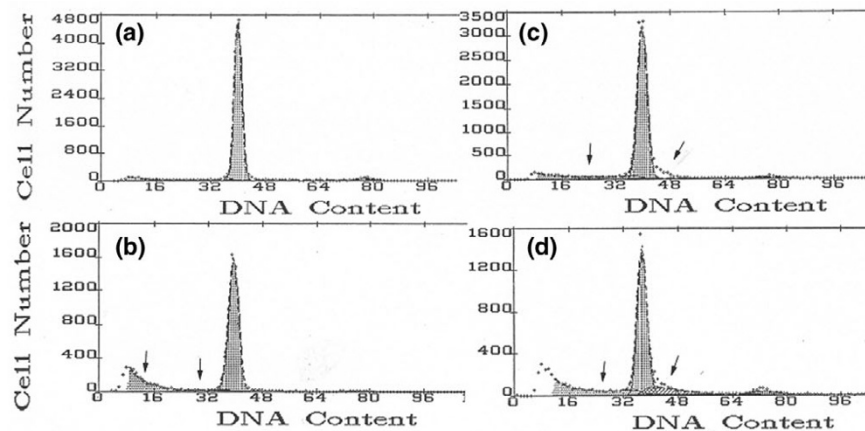 (a)
Cell Number
4800
4000
3200
2400
1600
800
0
0 16 32 48 64 80 96
DNA Content
(c)
3500
3000
2500
2000
1500
1000
500
0
0 16 32 48 64 80 96
DNA Content
(b)
Cell Number
2000
1600
1200
800
400
0
0 16 32 48 64 80 96
DNA Content
(d)
1600
1200
800
400
0
0 16 32 48 64 80 96
DNA Content